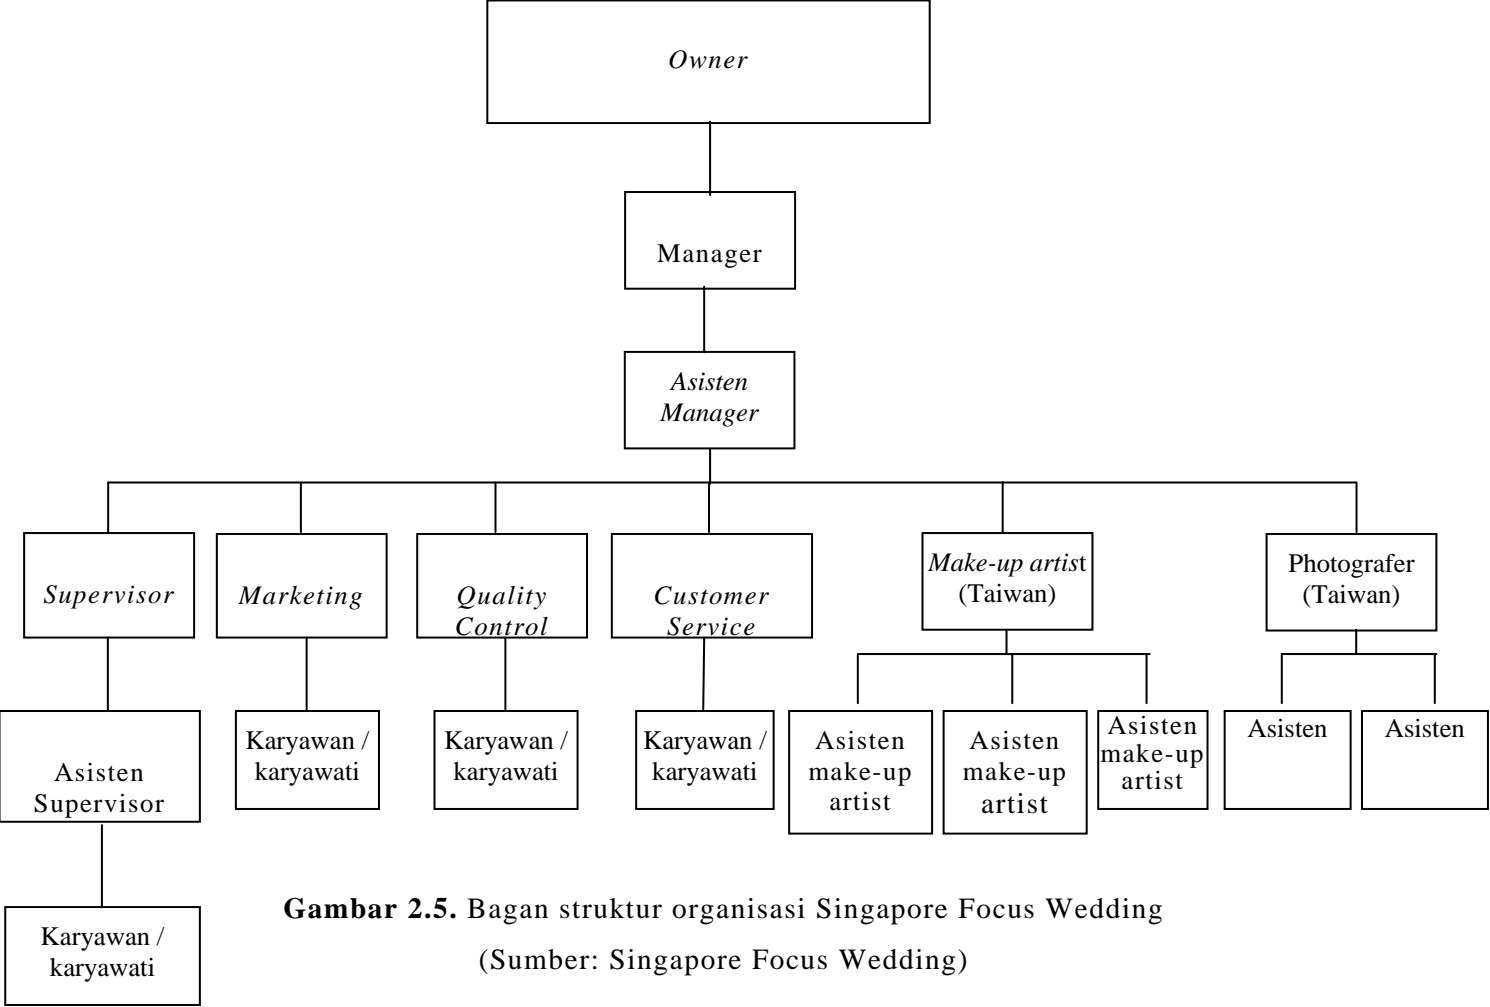 Owner
Manager
Asisten
Manager
Supervisor
Marketing
Quality
Control
Customer
Service
Make-up artist
(Taiwan)
Photografer
(Taiwan)
Asisten
Supervisor
Karyawan /
karyawati
Karyawan /
karyawati
Karyawan /
karyawati
Asisten
make-up
artist
Asisten
make-up
artist
Asisten
make-up
artist
Asisten
Asisten
Karyawan /
karyawati
Gambar 2.5. Bagan struktur organisasi Singapore Focus Wedding
(Sumber: Singapore Focus Wedding)